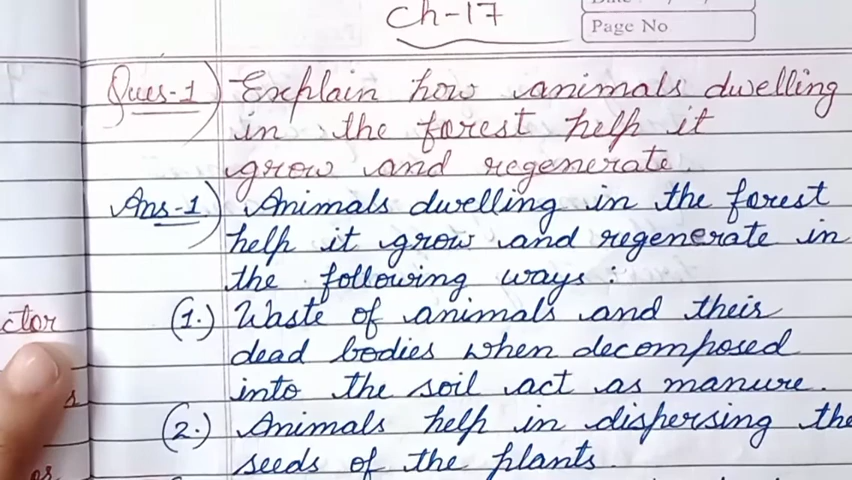 Ch-17
Page No
Ques-1) Explain how animals dwelling
in the forest help it
grow and regenerate.
Ans-1) Animals dwelling in the forest
help it grow and regenerate in
the following ways:
(1.) Waste of animals and their
dead bodies when decomposed
ctor
into the soil act as manure.
s
(2.) Animals help in dispersing the
seeds of the plants.